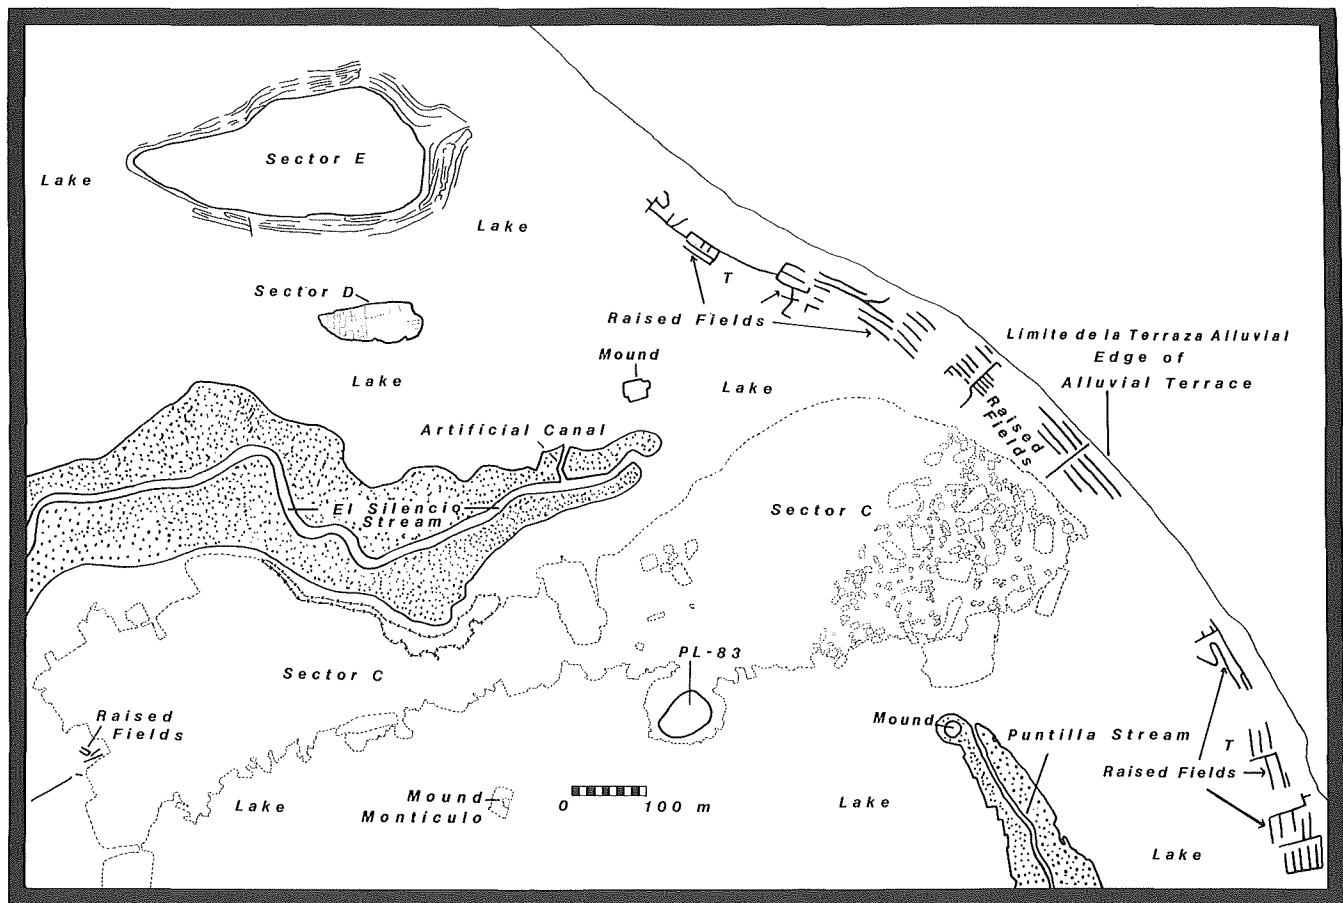 Sector E
Lake
Lake
Sector D
T
Raised Fields
Limite de la Terraza Alluvial
Edge of
Alluvial Terrace
Mound
Lake
Lake
Raised
Fields
Artificial Canal
El Silencio
Stream
Sector C
PL-83
Sector C
Raised
Fields
Mound
Puntilla Stream
T
Raised Fields
Mound
Monticulo
0 100 m
Lake
Lake
Lake